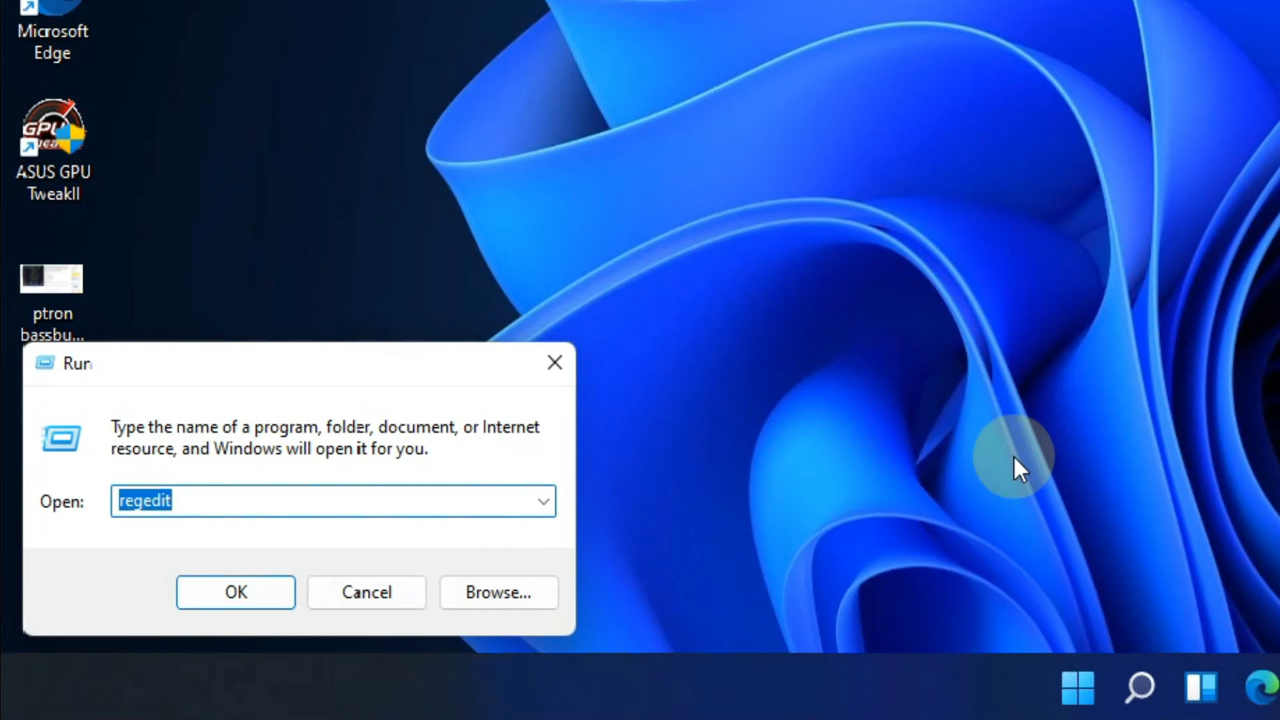 Microsoft
Edge
GPU
ASUS GPU
TweakII
ptron
bassbu...
Run
Type the name of a program, folder, document, or Internet
resource, and Windows will open it for you.
Open:
regedit
OK
Cancel
Browse...